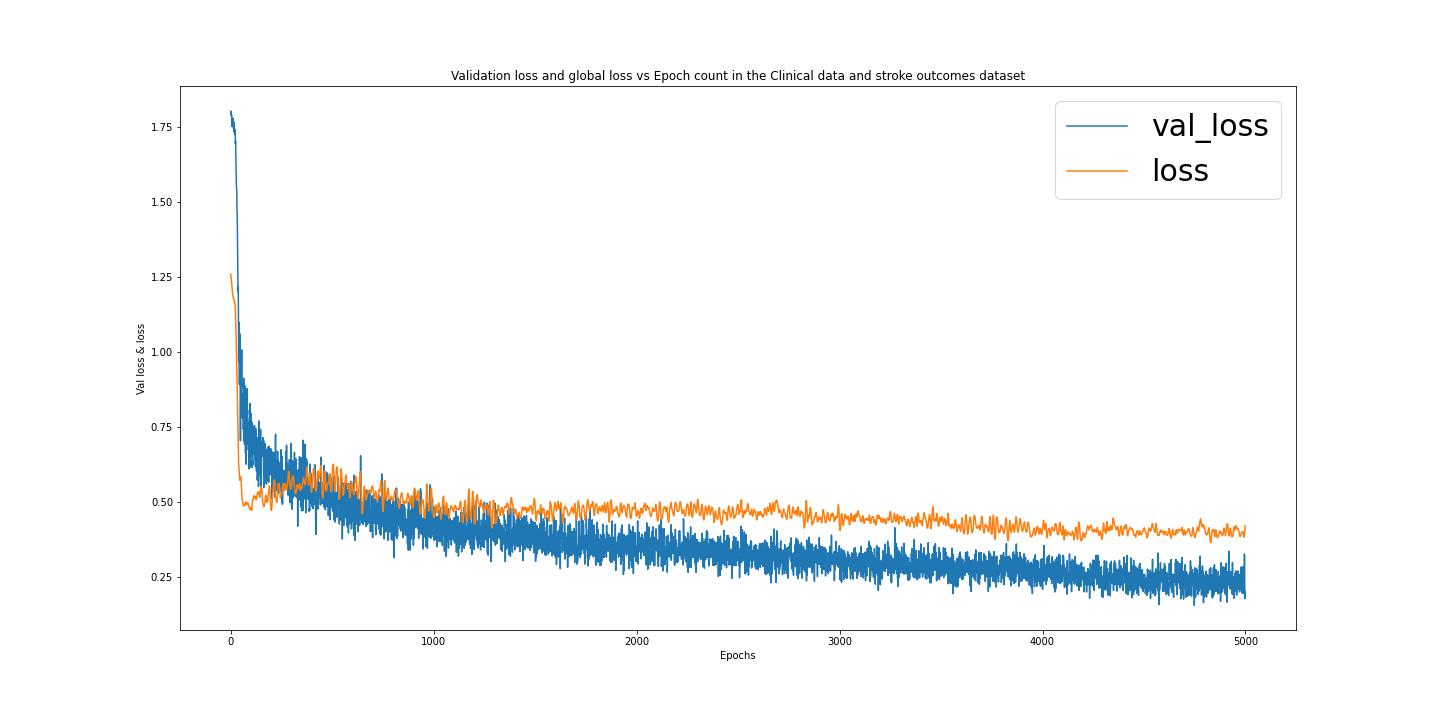 Validation loss and global loss vs Epoch count in the Clinical data and stroke outcomes dataset
val_loss
loss
1.75
1.50
1.25
1.00
0.75
0.50
0.25
Val loss & loss
0
1000
2000
3000
4000
5000
Epochs